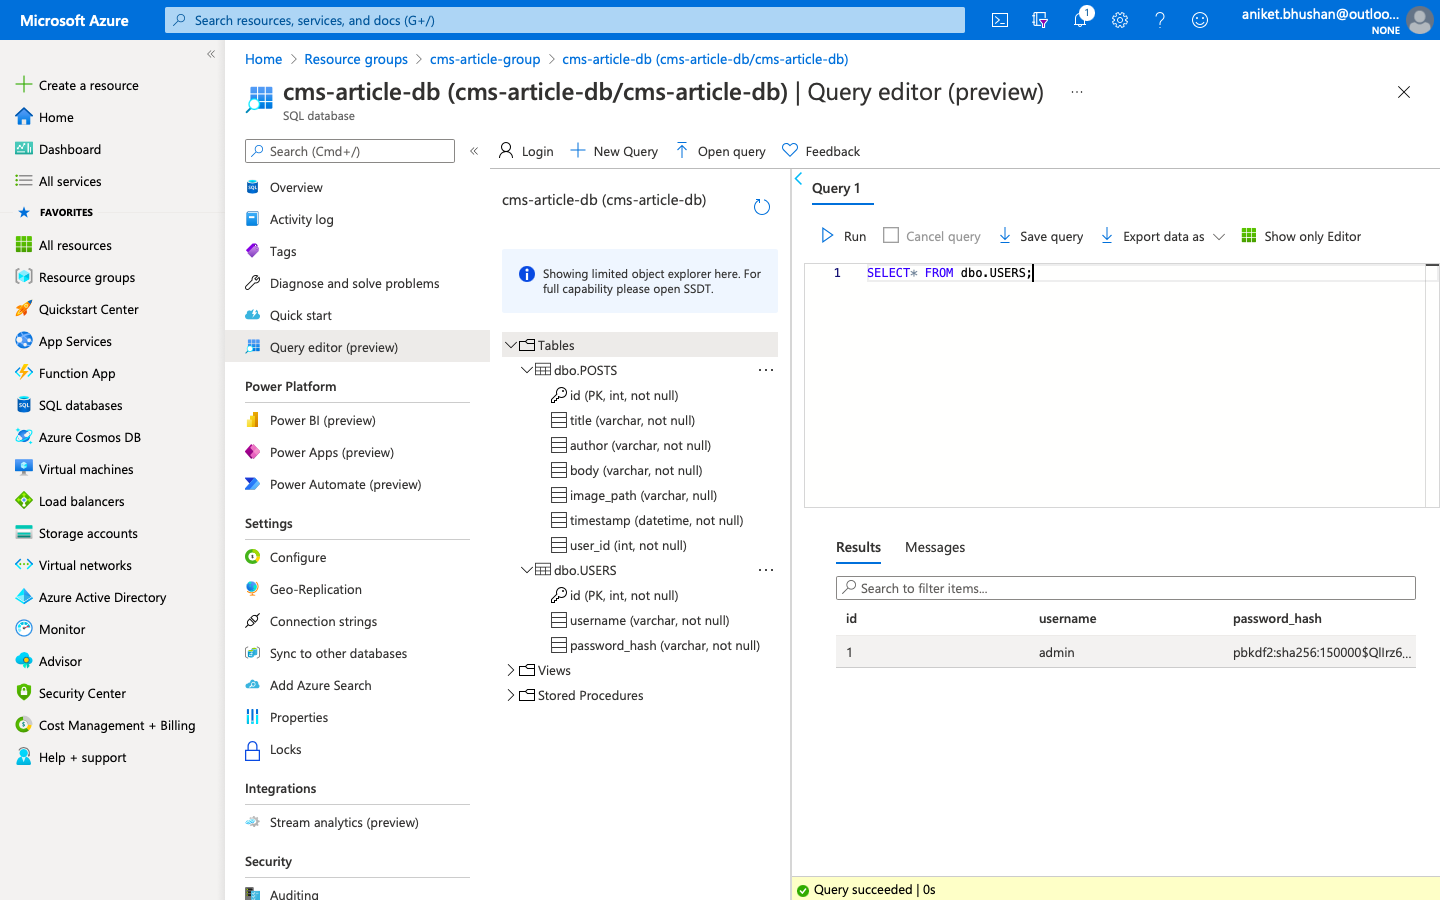 Microsoft Azure
Search resources, services, and docs (G+/)
1
aniket.bhushan@outloo...
NONE
«
Create a resource
Home
Dashboard
All services
FAVORITES
All resources
Resource groups
Quickstart Center
App Services
Function App
SQL databases
Azure Cosmos DB
Virtual machines
Load balancers
Storage accounts
Virtual networks
Azure Active Directory
Monitor
Advisor
Security Center
Cost Management + Billing
Help + support
Home > Resource groups > cms-article-group > cms-article-db (cms-article-db/cms-article-db)
cms-article-db (cms-article-db/cms-article-db) | Query editor (preview) ...
SQL database
Search (Cmd+/)
«
Overview
Activity log
Tags
Diagnose and solve problems
Quick start
Query editor (preview)
Power Platform
Power BI (preview)
Power Apps (preview)
Power Automate (preview)
Settings
Configure
Geo-Replication
Connection strings
Sync to other databases
Add Azure Search
Properties
Locks
Integrations
Stream analytics (preview)
Security
Auditing
Login
New Query
Open query
Feedback
cms-article-db (cms-article-db)
Showing limited object explorer here. For
full capability please open SSDT.
Tables
dbo.POSTS ...
id (PK, int, not null)
title (varchar, not null)
author (varchar, not null)
body (varchar, not null)
image_path (varchar, null)
timestamp (datetime, not null)
user_id (int, not null)
dbo.USERS ...
id (PK, int, not null)
username (varchar, not null)
password_hash (varchar, not null)
Views
Stored Procedures
Query 1
Run
Cancel query
Save query
Export data as
Show only Editor
1 SELECT* FROM dbo.USERS;
Results Messages
Search to filter items...
id username password_hash
1 admin pbkdf2:sha256:150000$QlIrz6...
Query succeeded | 0s